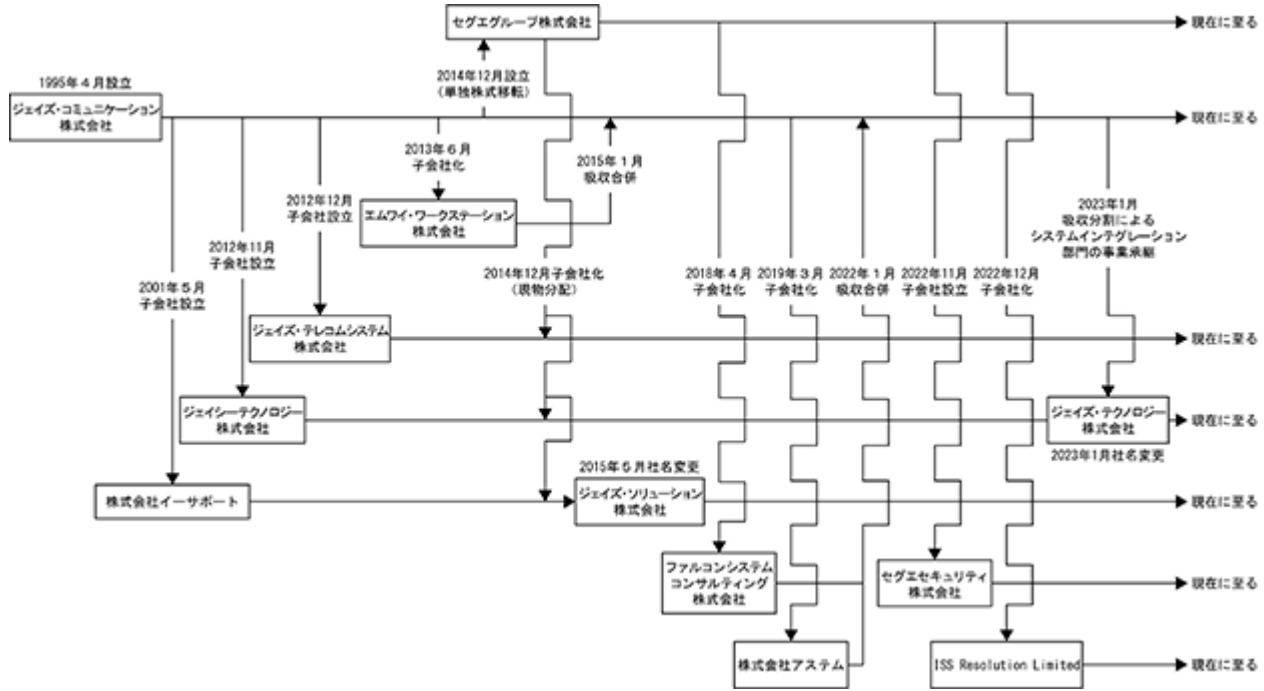 セグエグループ株式会社
現在に至る
2014年12月設立
(単独株式移転)
1995年4月設立
ジェイズ・コミュニケーション
株式会社
現在に至る
2013年6月
子会社化
2015年1月
吸収合併
2012年12月
子会社設立
エムワイ・ワークステーション
株式会社
2023年1月
吸収分割による
システムインテグレーション
部門の事業承継
2012年11月
子会社設立
2001年5月
子会社設立
2014年12月子会社化
(現物分配)
2018年4月
子会社化
2019年3月
子会社化
2022年1月
吸収合併
2022年11月
子会社設立
2022年12月
子会社化
ジェイズ・テレコムシステム
株式会社
現在に至る
ジェイシーテクノロジー
株式会社
ジェイズ・テクノロジー
株式会社
現在に至る
2023年1月社名変更
2015年6月社名変更
株式会社イーサポート
ジェイズ・ソリューション
株式会社
現在に至る
ファルコンシステム
コンサルティング
株式会社
セグエセキュリティ
株式会社
現在に至る
株式会社アステム
ISS Resolution Limited
現在に至る